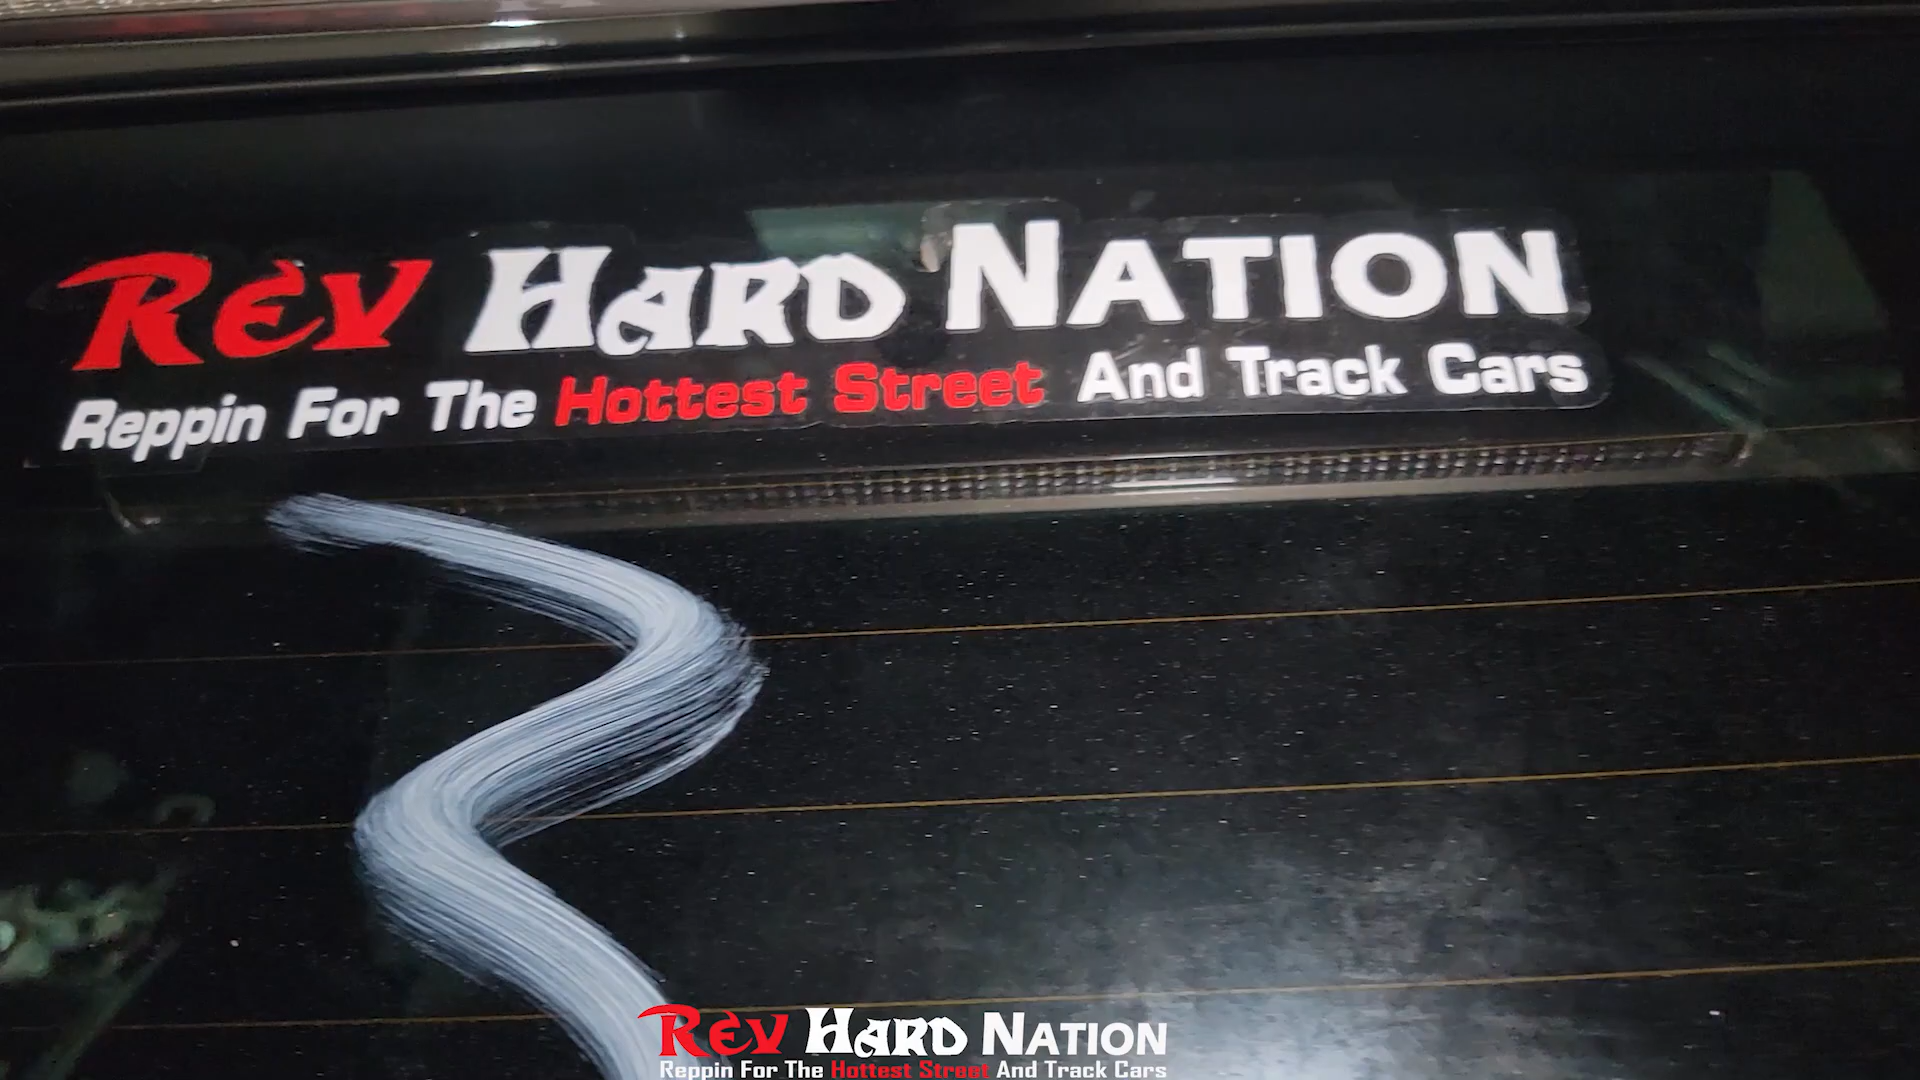 Rev Hard Nation
Reppin For The Hottest Street And Track Cars
Rev Hard Nation
Reppin For The Hottest Street And Track Cars